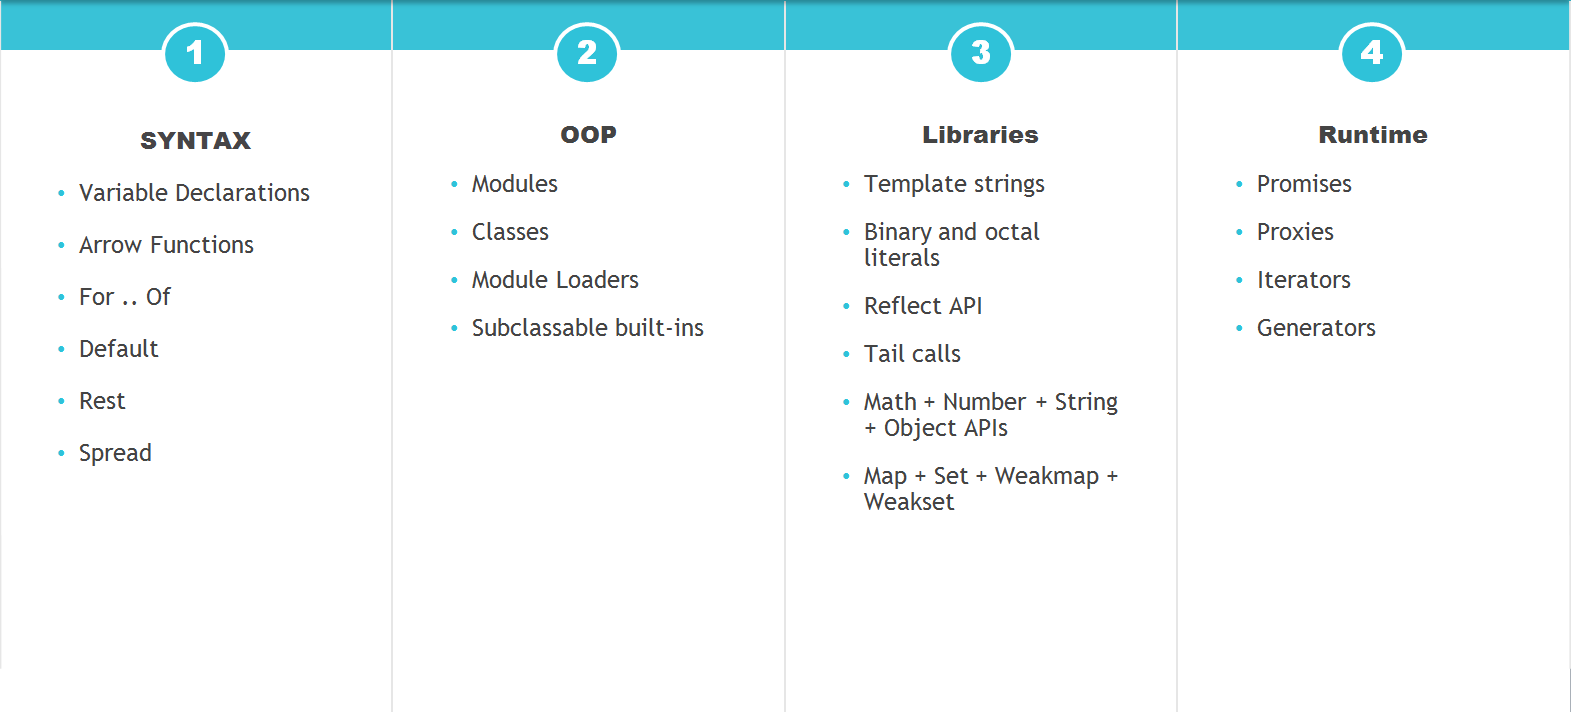 1
SYNTAX
• Variable Declarations
• Arrow Functions
• For .. Of
• Default
• Rest
• Spread
2
OOP
• Modules
• Classes
• Module Loaders
• Subclassable built-ins
3
Libraries
• Template strings
• Binary and octal
literals
• Reflect API
• Tail calls
• Math + Number + String
+ Object APIs
• Map + Set + Weakmap +
Weakset
4
Runtime
• Promises
• Proxies
• Iterators
• Generators